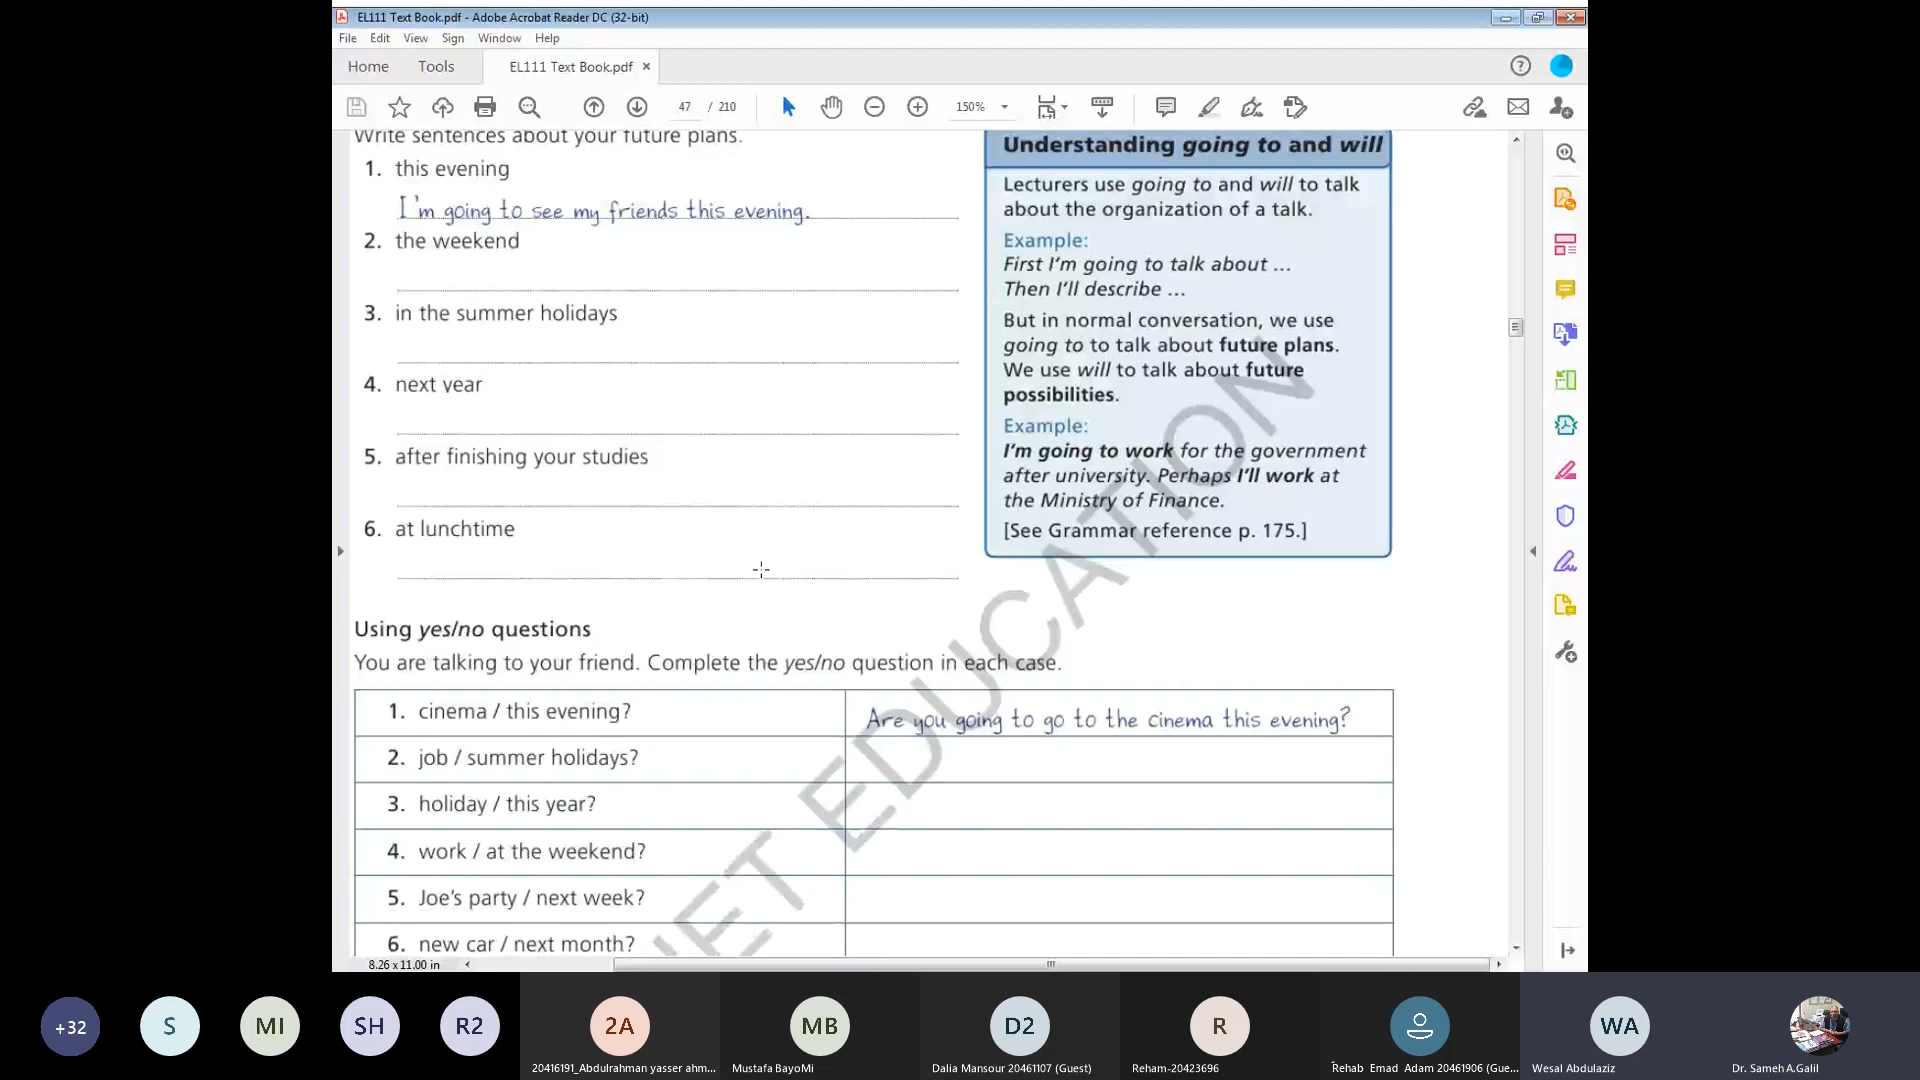 EL111 Text Book.pdf - Adobe Acrobat Reader DC (32-bit)
File Edit View Sign Window Help
Home Tools EL111 Text Book.pdf ×
47 / 210 150%
Write sentences about your future plans.
1. this evening
I'm going to see my friends this evening.
2. the weekend
3. in the summer holidays
4. next year
5. after finishing your studies
6. at lunchtime
Understanding going to and will
Lecturers use going to and will to talk
about the organization of a talk.
Example:
First I'm going to talk about ...
Then I'll describe ...
But in normal conversation, we use
going to to talk about future plans.
We use will to talk about future
possibilities.
Example:
I'm going to work for the government
after university. Perhaps I'll work at
the Ministry of Finance.
[See Grammar reference p. 175.]
Using yes/no questions
You are talking to your friend. Complete the yes/no question in each case.
1. cinema / this evening? Are you going to go to the cinema this evening?
2. job / summer holidays?
3. holiday / this year?
4. work / at the weekend?
5. Joe's party / next week?
6. new car / next month?
EDUCATION
8.26 x 11.00 in
+32 S MI SH R2 2A MB D2 R WA
20416191_Abdulrahman yasser ahm... Mustafa BayoMi Dalia Mansour 20461107 (Guest) Reham-20423696 Rehab Emad Adam 20461906 (Gue... Wesal Abdulaziz Dr. Sameh A.Galil